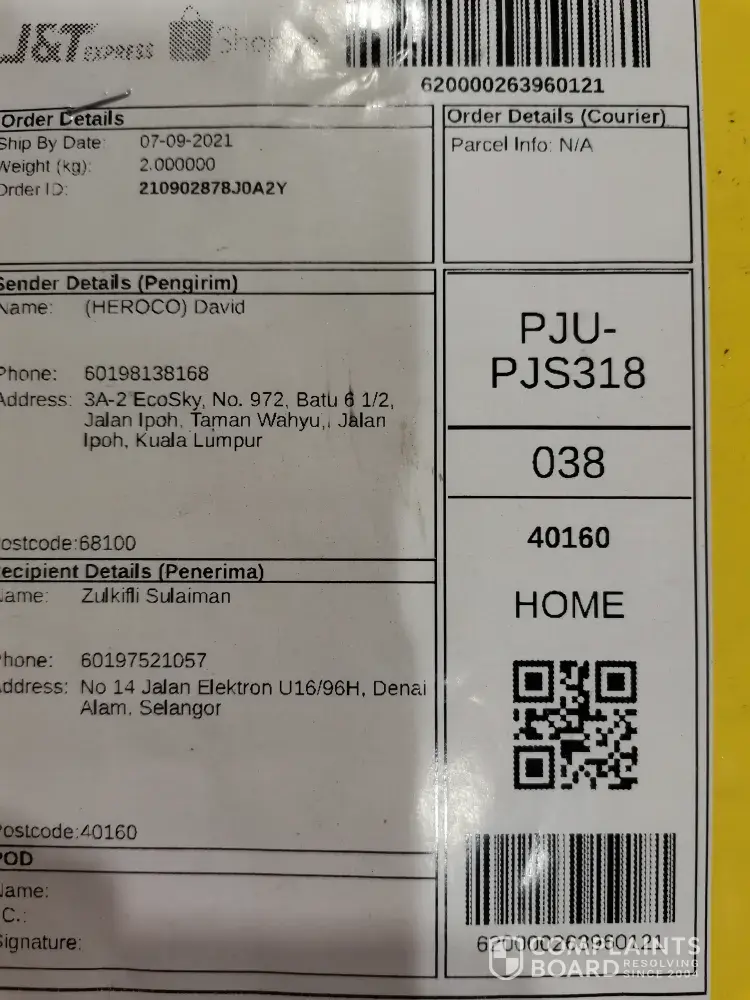 J&T EXPRESS
620000263960121
Order Details
Ship By Date: 07-09-2021
Weight (kg): 2.000000
Order ID: 210902878J0A2Y
Order Details (Courier)
Parcel Info: N/A
Sender Details (Pengirim)
Name: (HEROCO) David
Phone: 60198138168
Address: 3A-2 EcoSky, No. 972, Batu 6 1/2,
Jalan Ipoh, Taman Wahyu,, Jalan
Ipoh, Kuala Lumpur
ostcode:68100
ecipient Details (Penerima)
ame: Zulkifli Sulaiman
hone: 60197521057
ddress: No 14 Jalan Elektron U16/96H, Denai
Alam, Selangor
Postcode:40160
POD
Name:
.C.:
Signature:
PJU-
PJS318
038
40160
HOME
620000263960121
COMPLAINTS
BOARD RESOLVING
SINCE 2004